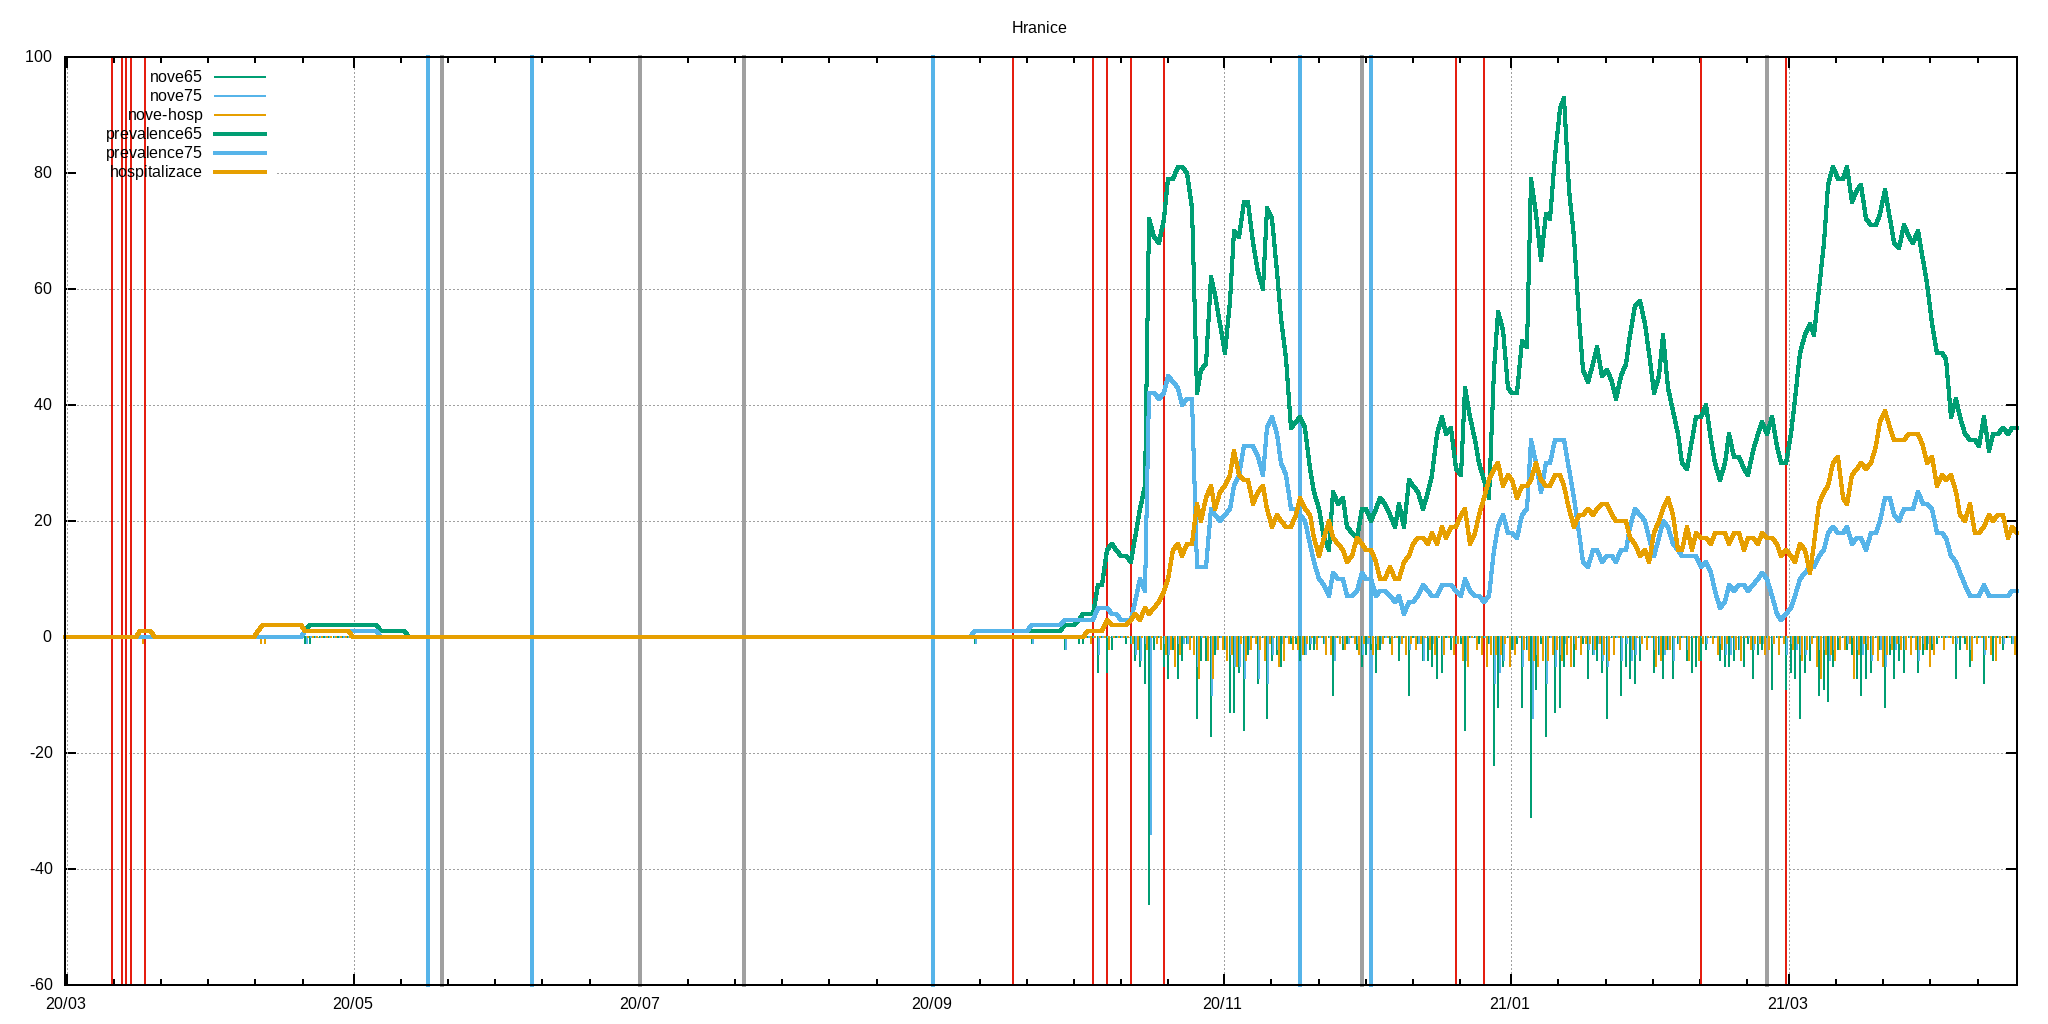 Hranice
100
80
60
40
20
0
-20
-40
-60
nove65
nove75
nove-hosp
prevalence65
prevalence75
hospitalizace
20/03 20/05 20/07 20/09 20/11 21/01 21/03